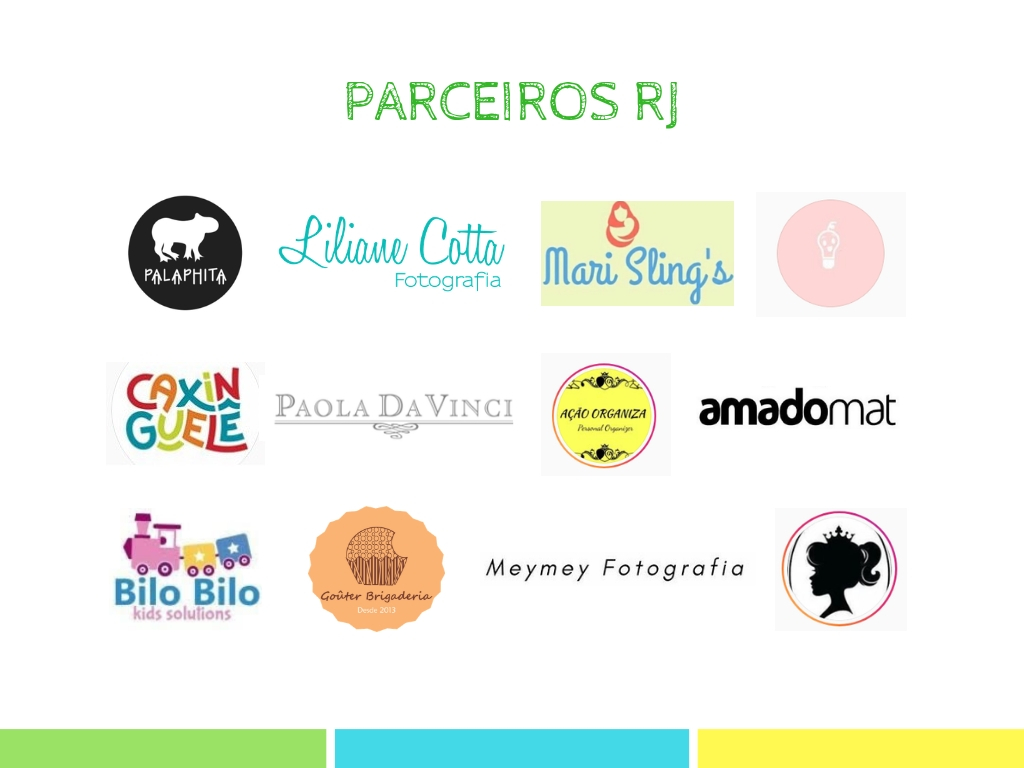 PARCEIROS RJ
PALAPHITA
Liliane Cotta
Fotografia
Mari Sling's
CAXiN
GUELÊ
PAOLA DAVINCI
AÇÃO ORGANIZA
Personal Organizer
amadomat
Bilo Bilo
kids solutions
Goûter Brigaderia
Desde 2013
Meymey Fotografia